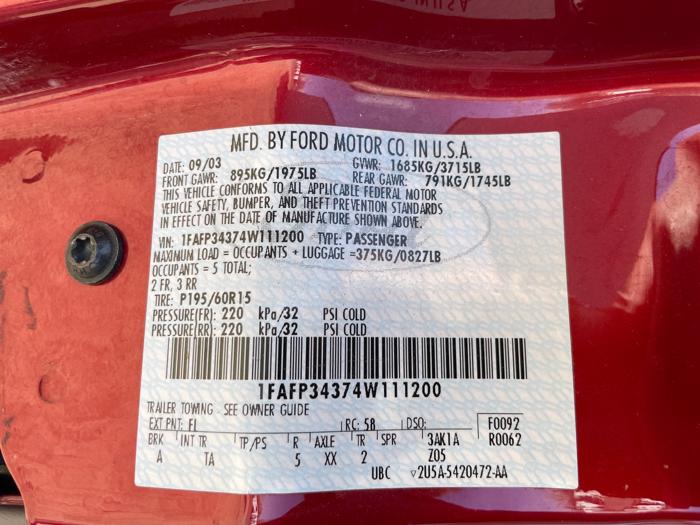 MFD. BY FORD MOTOR CO. IN U.S.A.
DATE: 09/03 GVWR: 1685KG/3715LB
FRONT GAWR: 895KG/1975LB REAR GAWR: 791KG/1745LB
THIS VEHICLE CONFORMS TO ALL APPLICABLE FEDERAL MOTOR
VEHICLE SAFETY, BUMPER, AND THEFT PREVENTION STANDARDS
IN EFFECT ON THE DATE OF MANUFACTURE SHOWN ABOVE.
VIN: 1FAFP34374W111200 TYPE: PASSENGER
MAXIMUM LOAD = OCCUPANTS + LUGGAGE =375KG/0827LB
OCCUPANTS = 5 TOTAL;
2 FR, 3 RR
TIRE: P195/60R15
PRESSURE(FR): 220 kPa/32 PSI COLD
PRESSURE(RR): 220 kPa/32 PSI COLD
1FAFP34374W111200
TRAILER TOWING - SEE OWNER GUIDE
EXT PNT: FI RC: 58 DSO: F0092
BRK INT TR TP/PS R AXLE TR SPR 3AK1A R0062
A TA 5 XX 2 Z05
UBC ▽2U5A-5420472-AA